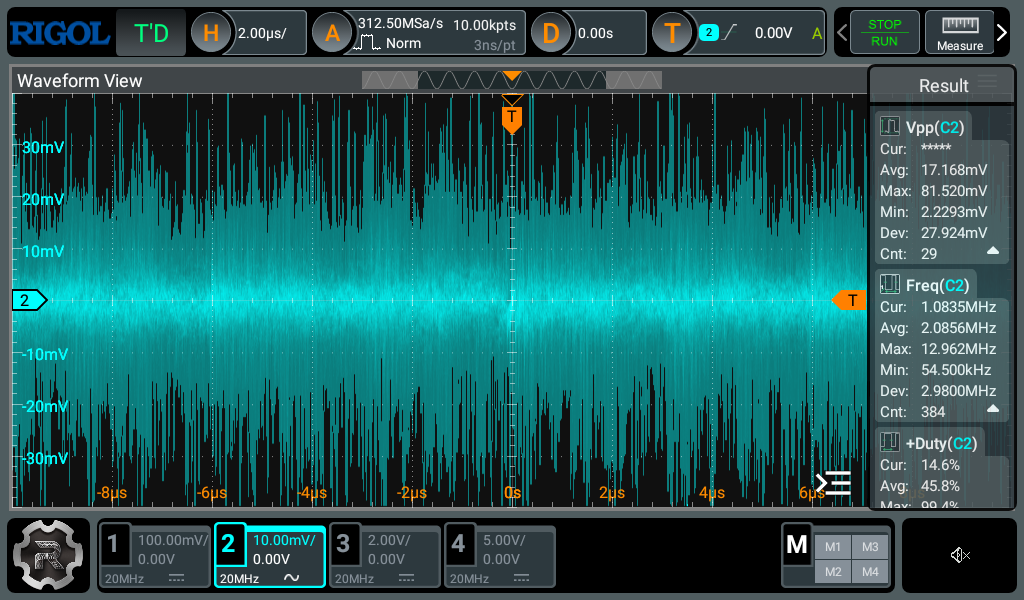 RIGOL T'D H 2.00µs/ A 312.50MSa/s 10.00kpts D 0.00s T 2 0.00V A STOP RUN Measure
Norm 3ns/pt
Waveform View
Result
T
30mV
20mV
10mV
2
T
-10mV
-20mV
-30mV
-8µs -6µs -4µs -2µs 0s 2µs 4µs 6µs
Vpp(C2)
Cur: *****
Avg: 17.168mV
Max: 81.520mV
Min: 2.2293mV
Dev: 27.924mV
Cnt: 29
Freq(C2)
Cur: 1.0835MHz
Avg: 2.0856MHz
Max: 12.962MHz
Min: 54.500kHz
Dev: 2.9800MHz
Cnt: 384
+Duty(C2)
Cur: 14.6%
Avg: 45.8%
Max: 99.4%
R
1 100.00mV/ 0.00V
20MHz
2 10.00mV/ 0.00V
20MHz
3 2.00V/ 0.00V
20MHz
4 5.00V/ 0.00V
20MHz
M M1 M3
M2 M4